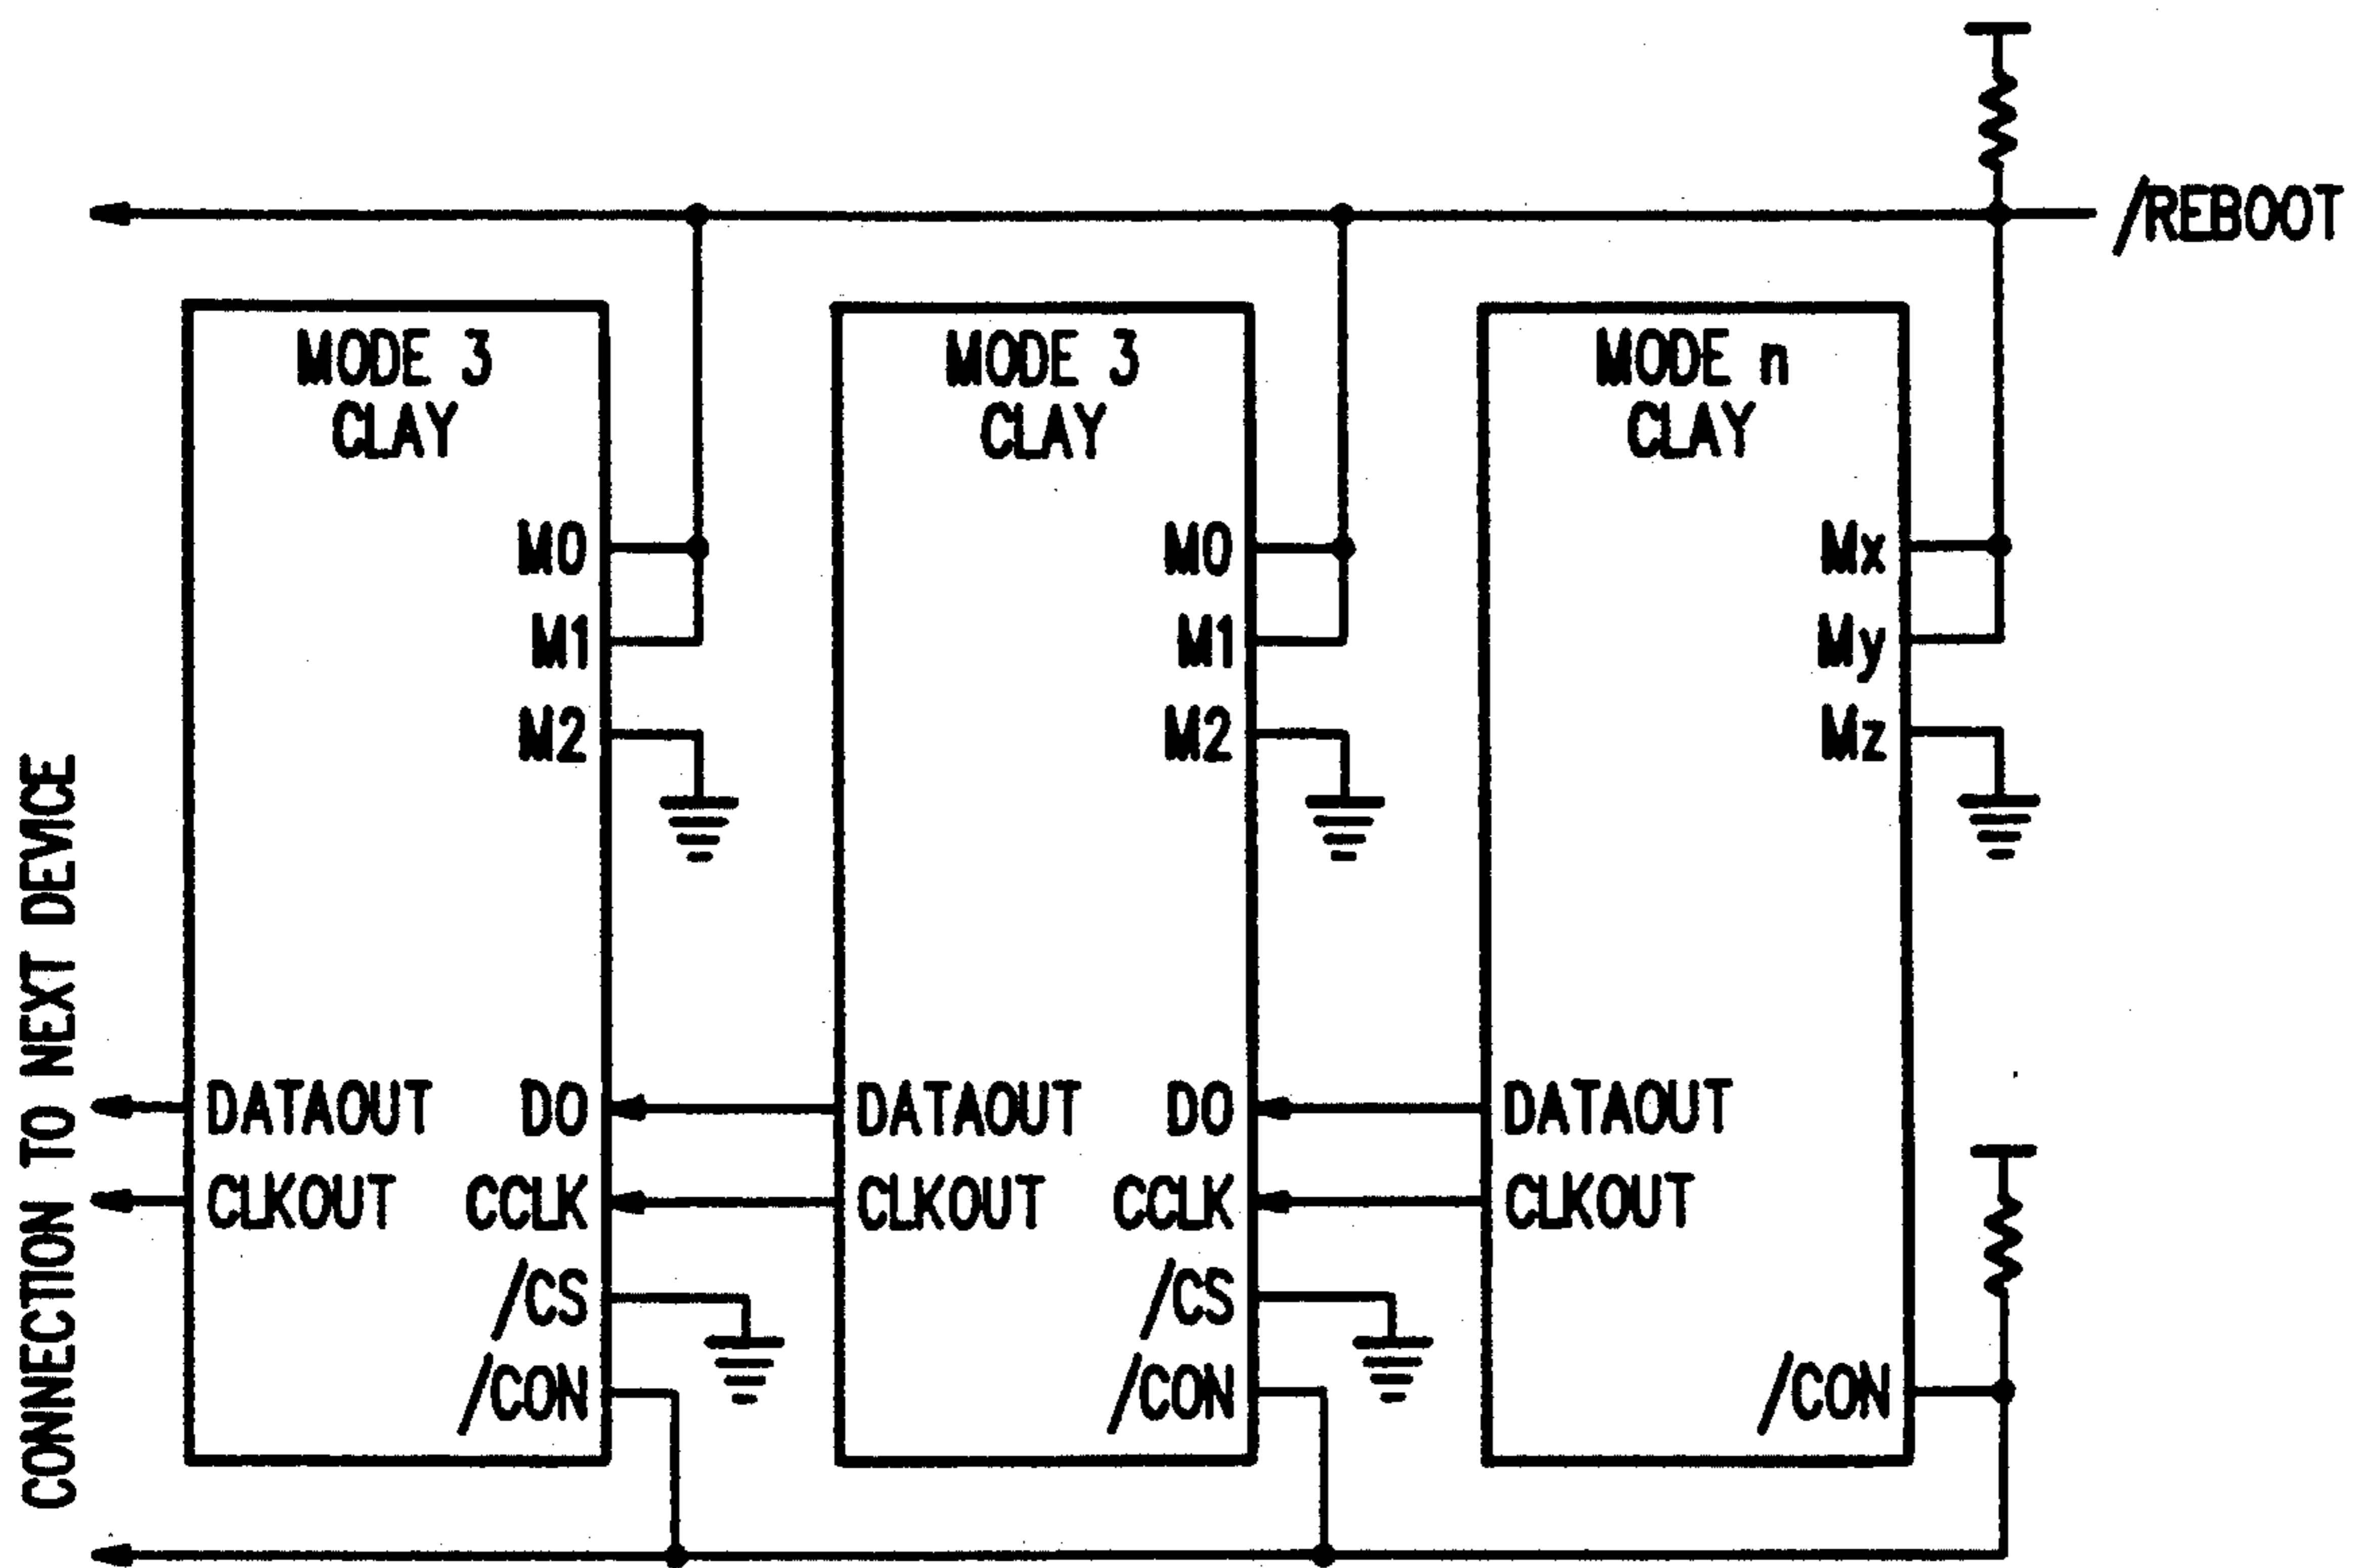 /REBOOT
MODE 3
CLAY
M0
M1
M2
DATAOUT
DO
CLKOUT
CCLK
/CS
/CON
MODE 3
CLAY
M0
M1
M2
DATAOUT
DO
CLKOUT
CCLK
/CS
/CON
MODE n
CLAY
Mx
My
Mz
DATAOUT
CLKOUT
/CON
CONNECTION TO NEXT DEVICE